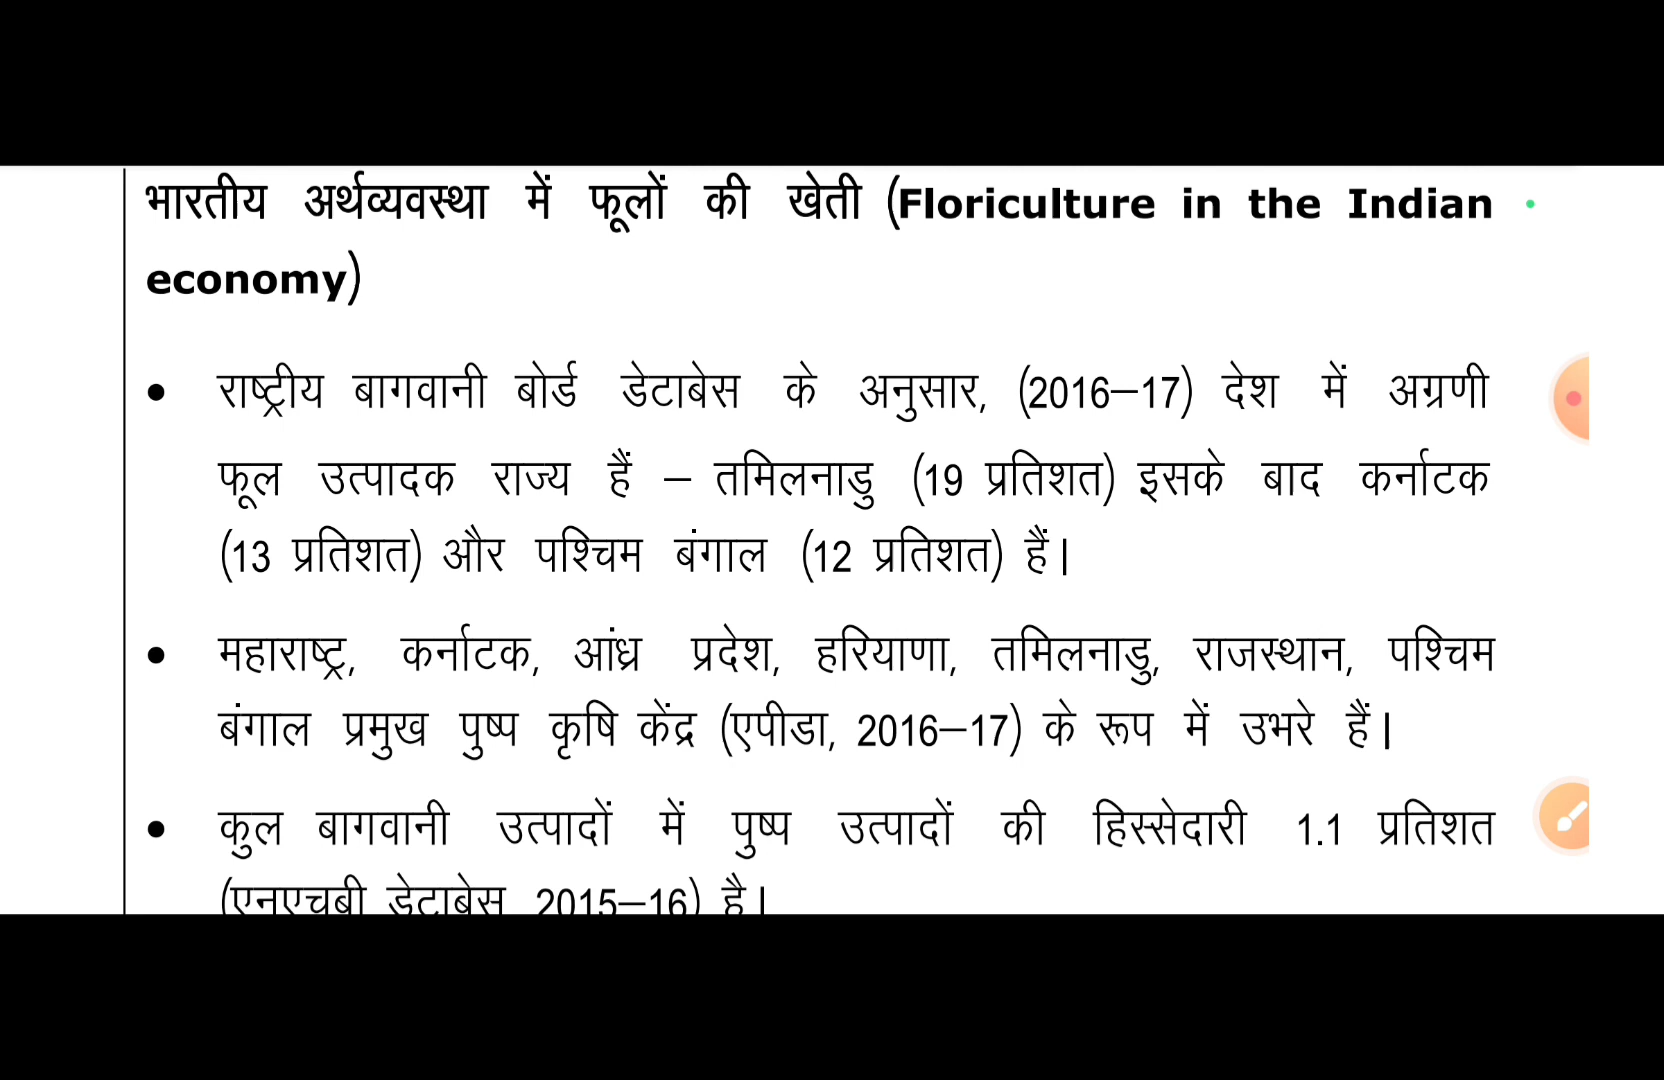 भारतीय अर्थव्यवस्था में फूलों की खेती (Floriculture in the Indian
economy)
• राष्ट्रीय बागवानी बोर्ड डेटाबेस के अनुसार, (2016–17) देश में अग्रणी
फूल उत्पादक राज्य हैं – तमिलनाडु (19 प्रतिशत) इसके बाद कर्नाटक
(13 प्रतिशत) और पश्चिम बंगाल (12 प्रतिशत) हैं।
• महाराष्ट्र, कर्नाटक, आंध्र प्रदेश, हरियाणा, तमिलनाडु, राजस्थान, पश्चिम
बंगाल प्रमुख पुष्प कृषि केंद्र (एपीडा, 2016–17) के रूप में उभरे हैं।
• कुल बागवानी उत्पादों में पुष्प उत्पादों की हिस्सेदारी 1.1 प्रतिशत
(एनएचबी डेटाबेस 2015–16) है।